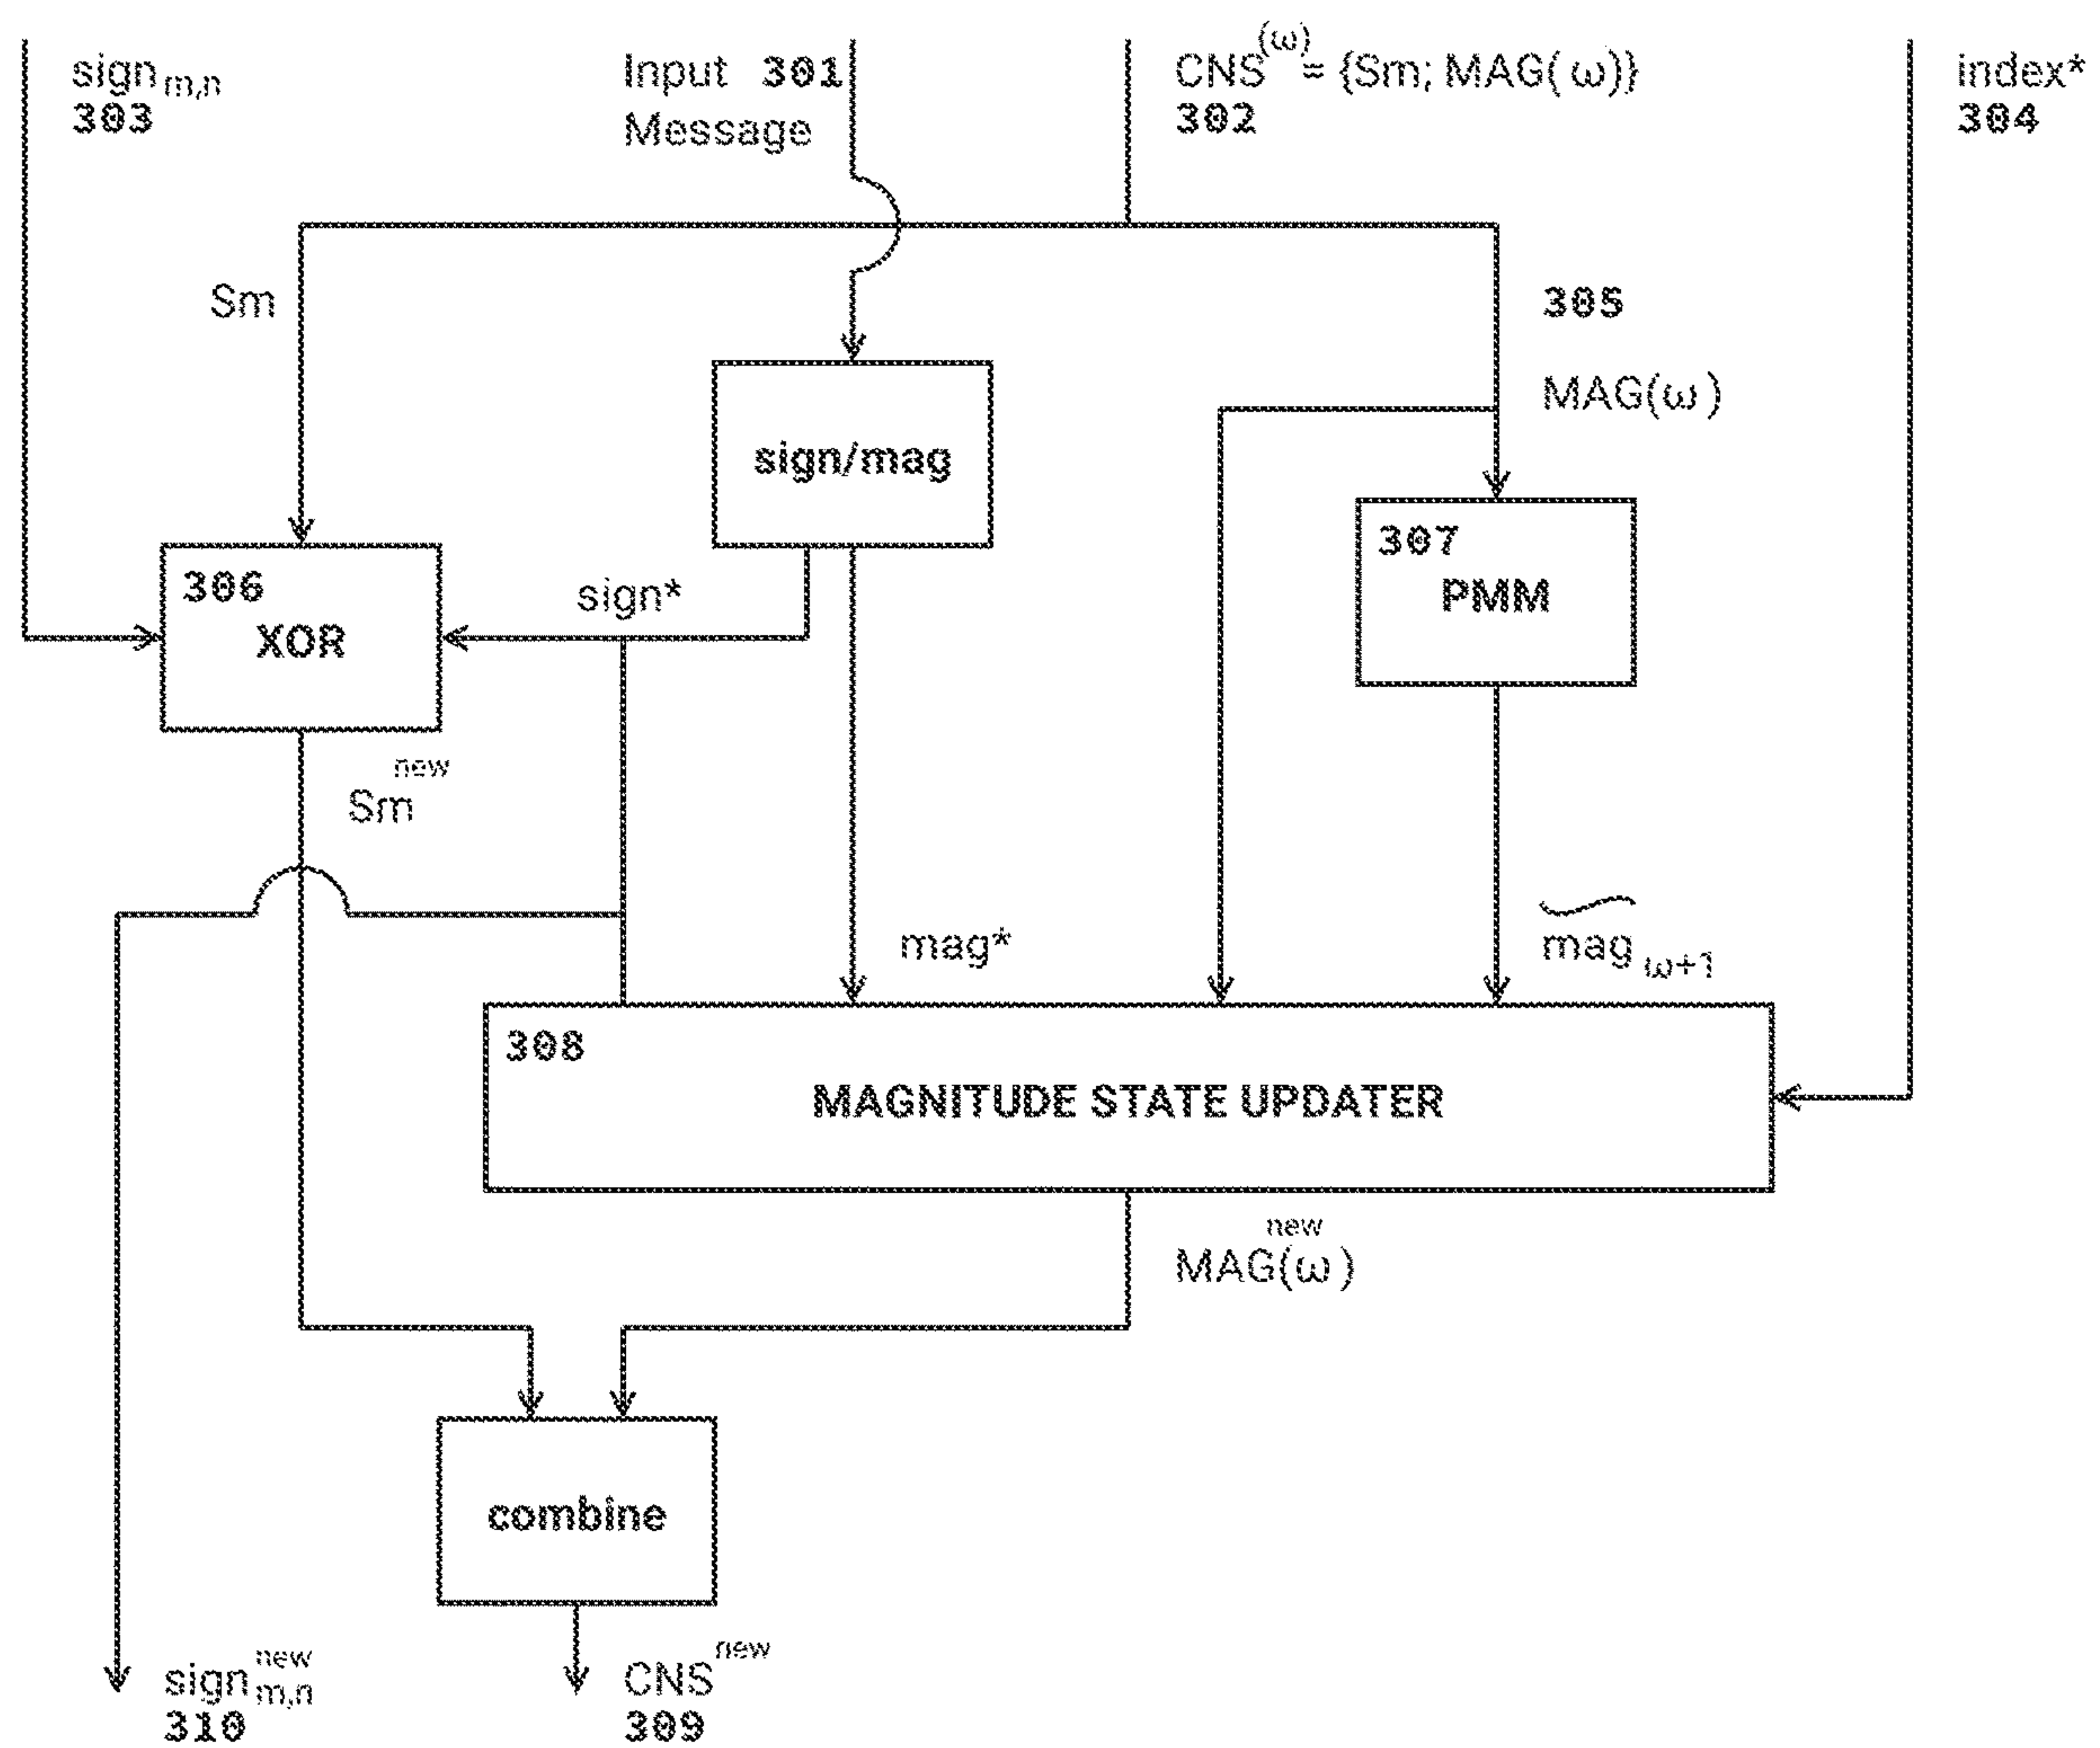 sign m,n
303
Input 301
Message
CNS (ω) = {Sm; MAG(ω)}
302
index*
304
Sm
305
MAG(ω)
sign/mag
306
XOR
sign*
307
PMM
new
Sm
mag*
~
mag ω+1
308
MAGNITUDE STATE UPDATER
new
MAG(ω)
combine
sign new m,n
310
CNS new
309